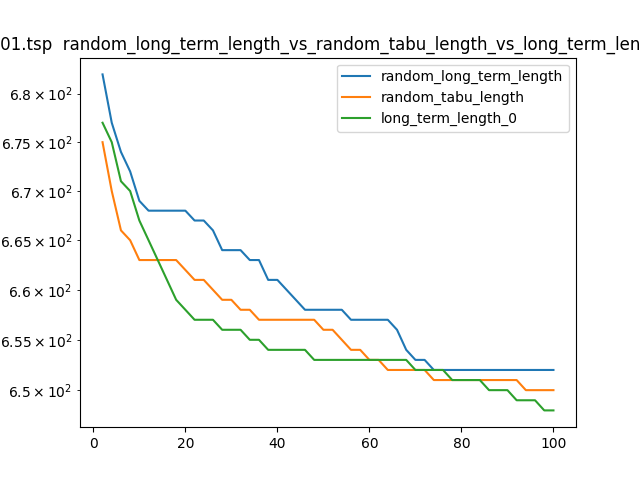 01.tsp  random_long_term_length_vs_random_tabu_length_vs_long_term_len
random_long_term_length
random_tabu_length
long_term_length_0
6.8 × 10²
6.75 × 10²
6.7 × 10²
6.65 × 10²
6.6 × 10²
6.55 × 10²
6.5 × 10²
0 20 40 60 80 100